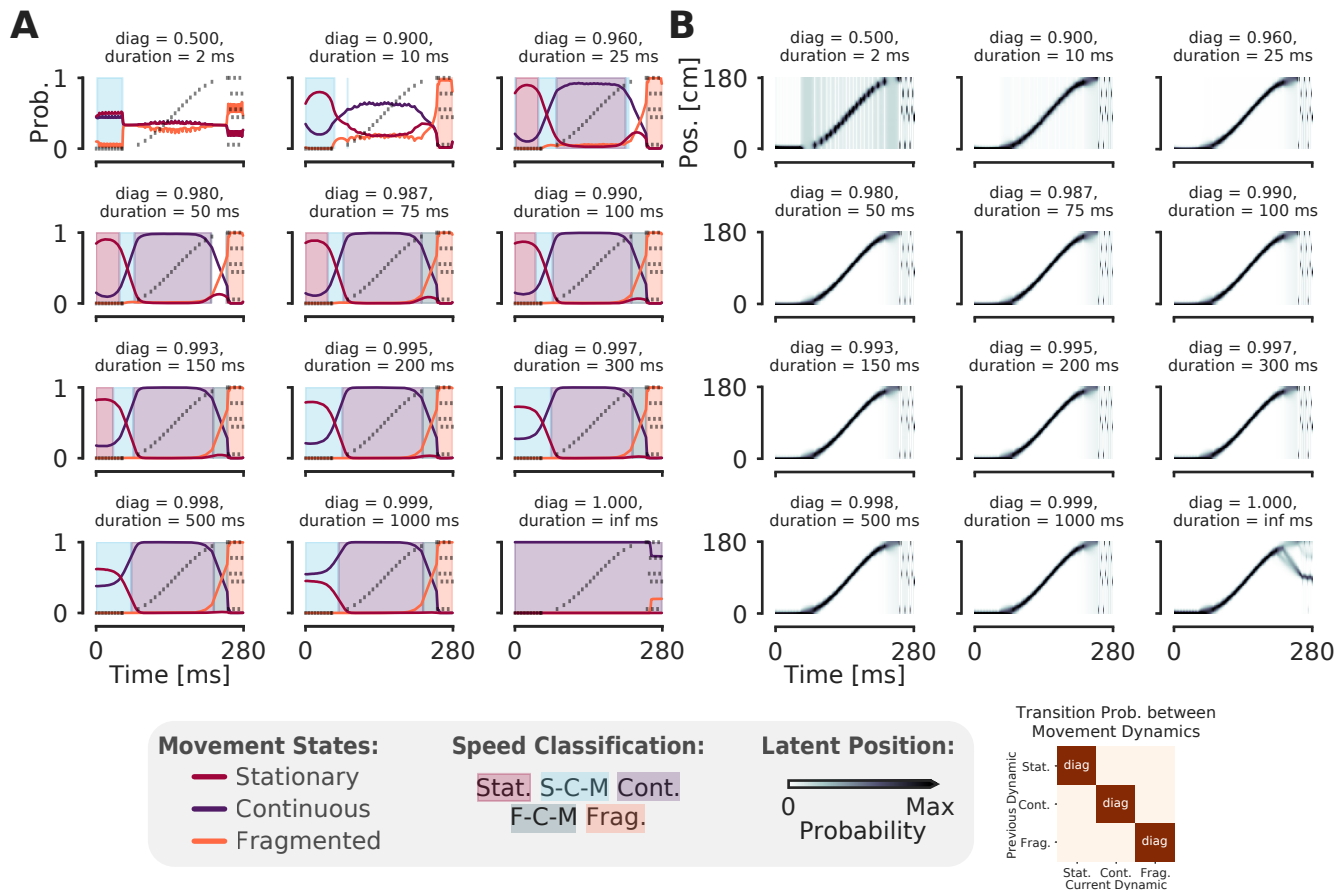 A
diag = 0.500,
duration = 2 ms
diag = 0.900,
duration = 10 ms
diag = 0.960,
duration = 25 ms
1
0
Prob.
diag = 0.980,
duration = 50 ms
diag = 0.987,
duration = 75 ms
diag = 0.990,
duration = 100 ms
1
0
diag = 0.993,
duration = 150 ms
diag = 0.995,
duration = 200 ms
diag = 0.997,
duration = 300 ms
1
0
diag = 0.998,
duration = 500 ms
diag = 0.999,
duration = 1000 ms
diag = 1.000,
duration = inf ms
1
0
0 280 0 280 0 280
Time [ms]
B
diag = 0.500,
duration = 2 ms
diag = 0.900,
duration = 10 ms
diag = 0.960,
duration = 25 ms
180
0
Pos. [cm]
diag = 0.980,
duration = 50 ms
diag = 0.987,
duration = 75 ms
diag = 0.990,
duration = 100 ms
180
0
diag = 0.993,
duration = 150 ms
diag = 0.995,
duration = 200 ms
diag = 0.997,
duration = 300 ms
180
0
diag = 0.998,
duration = 500 ms
diag = 0.999,
duration = 1000 ms
diag = 1.000,
duration = inf ms
180
0
0 280 0 280 0 280
Time [ms]
Movement States:
Stationary
Continuous
Fragmented
Speed Classification:
Stat. S-C-M Cont.
F-C-M Frag.
Latent Position:
0 Max
Probability
Transition Prob. between
Movement Dynamics
Previous Dynamic
Stat.
Cont.
Frag.
diag
diag
diag
Stat. Cont. Frag.
Current Dynamic